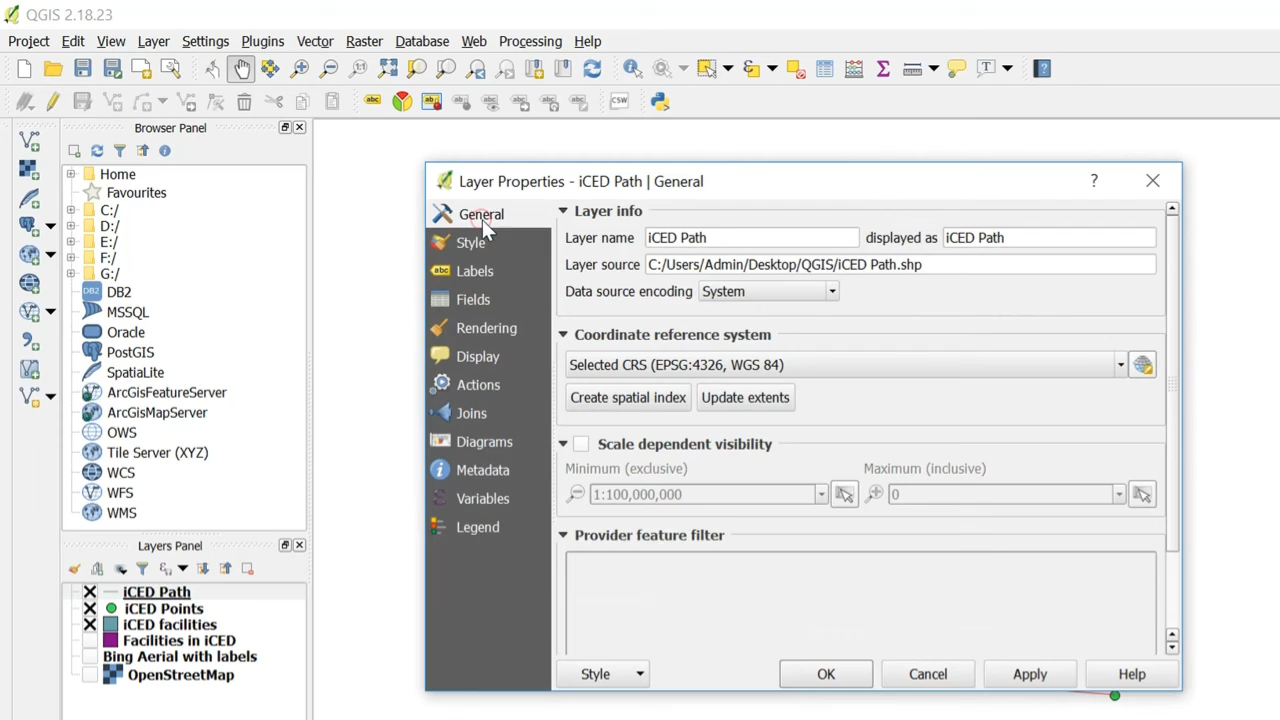 QGIS 2.18.23
Project Edit View Layer Settings Plugins Vector Raster Database Web Processing Help
Browser Panel
Home
Favourites
C:/
D:/
E:/
F:/
G:/
DB2
MSSQL
Oracle
PostGIS
SpatiaLite
ArcGisFeatureServer
ArcGisMapServer
OWS
Tile Server (XYZ)
WCS
WFS
WMS
Layers Panel
iCED Path
iCED Points
iCED facilities
Facilities in iCED
Bing Aerial with labels
OpenStreetMap
Layer Properties - iCED Path | General
General
Style
Labels
Fields
Rendering
Display
Actions
Joins
Diagrams
Metadata
Variables
Legend
Layer info
Layer name iCED Path displayed as iCED Path
Layer source C:/Users/Admin/Desktop/QGIS/iCED Path.shp
Data source encoding System
Coordinate reference system
Selected CRS (EPSG:4326, WGS 84)
Create spatial index Update extents
Scale dependent visibility
Minimum (exclusive) Maximum (inclusive)
1:100,000,000 0
Provider feature filter
Style OK Cancel Apply Help